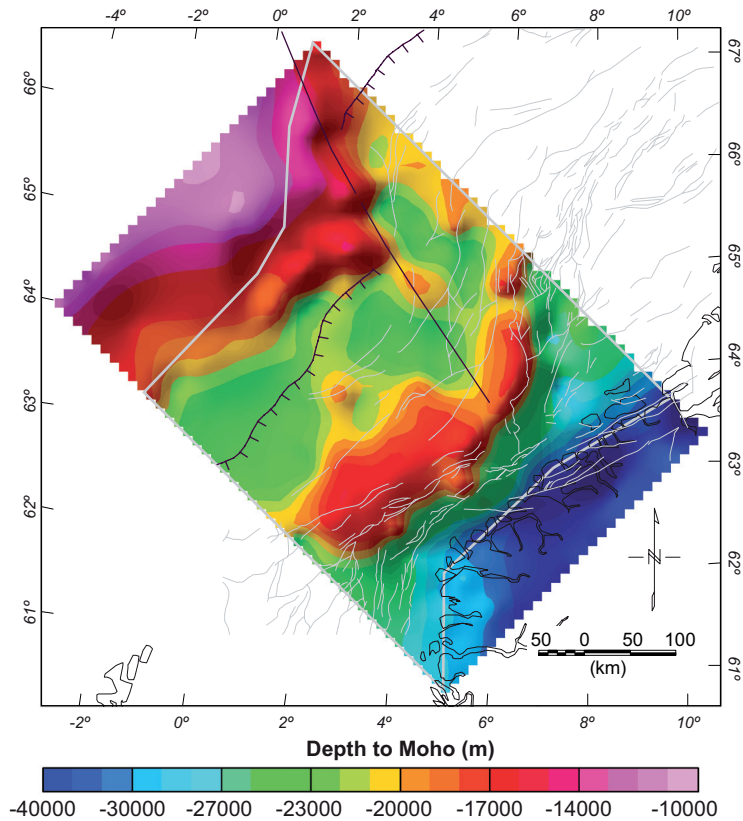 -4º -2º 0º 2º 4º 6º 8º 10º
66º
65º
64º
63º
62º
61º
67º
66º
65º
64º
63º
62º
61º
N
50 0 50 100
(km)
-2º 0º 2º 4º 6º 8º 10º
Depth to Moho (m)
-40000 -30000 -27000 -23000 -20000 -17000 -14000 -10000